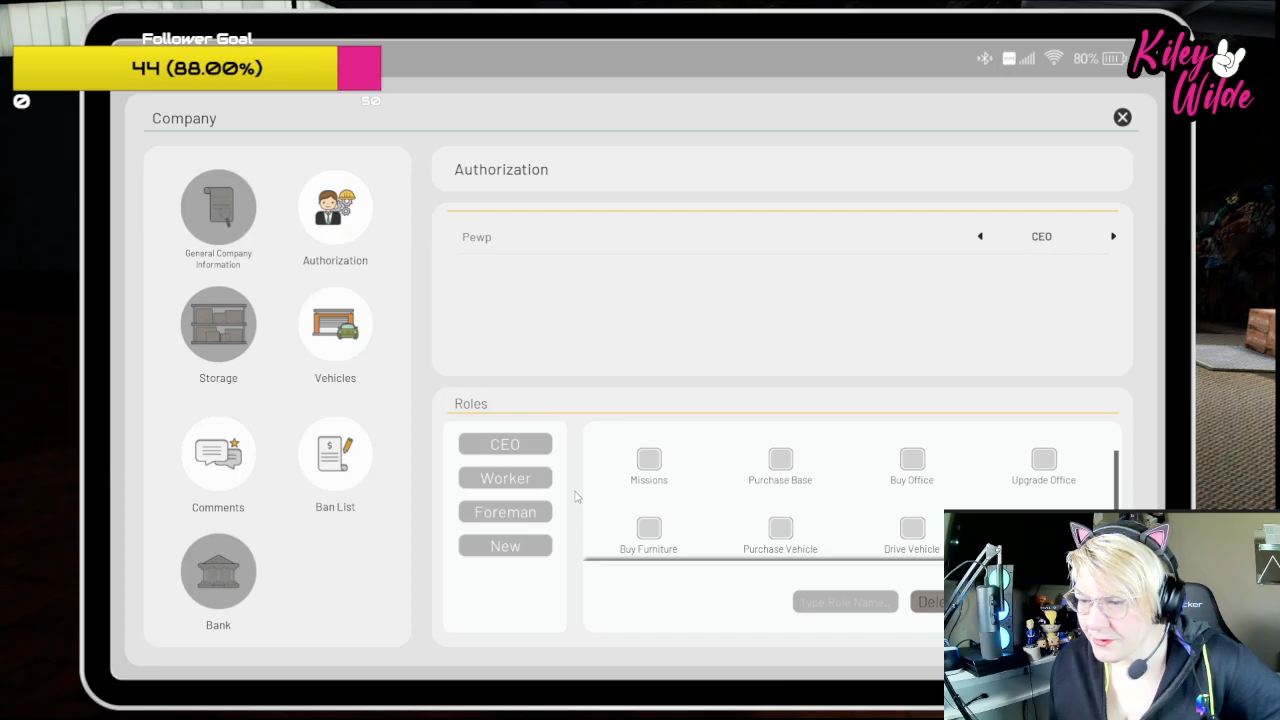 Follower Goal
44 (88.00%)
0
50
80%
Kiley
Wilde
Company
General Company
Information
Authorization
Storage
Vehicles
Comments
Ban List
Bank
Authorization
Pewp
CEO
Roles
CEO
Worker
Foreman
New
Missions
Purchase Base
Buy Office
Upgrade Office
Buy Furniture
Purchase Vehicle
Drive Vehicle
Type Role Name...
Dele